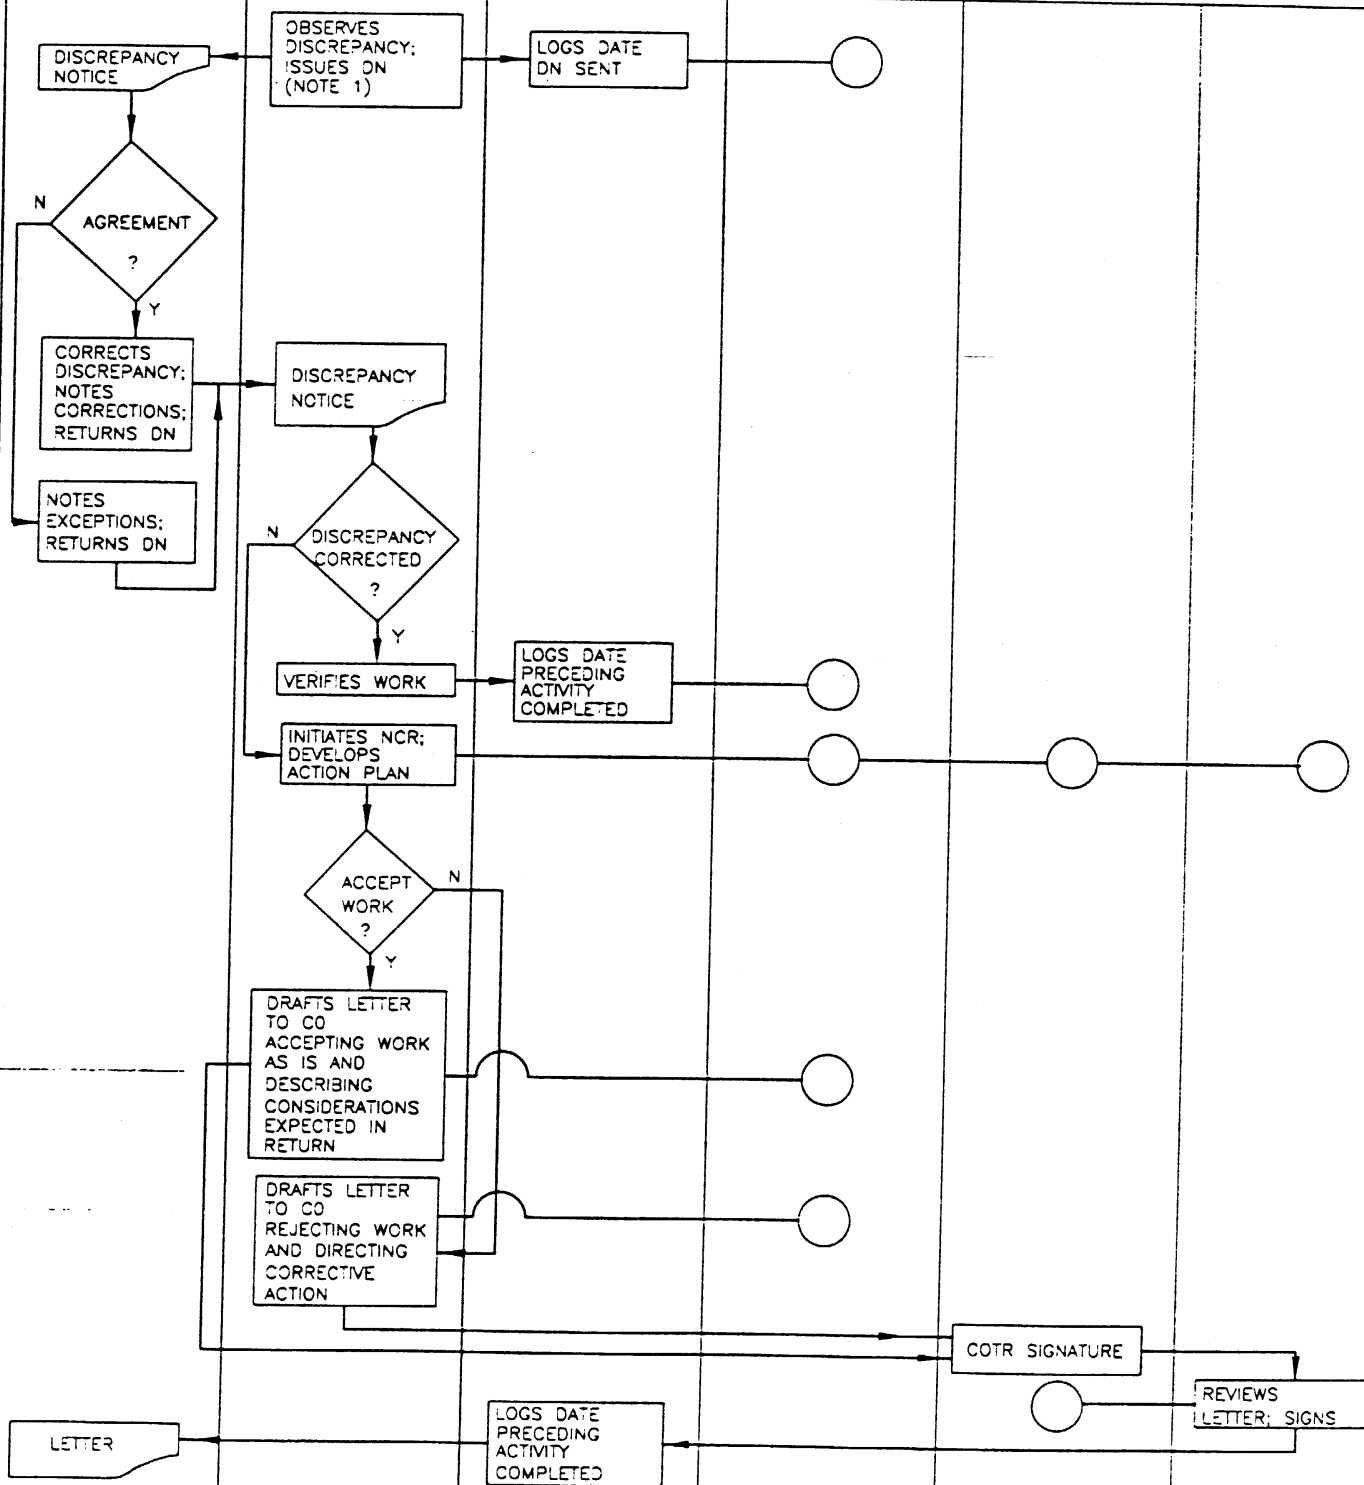 OBSERVES
DISCREPANCY;
ISSUES DN
(NOTE 1)
DISCREPANCY
NOTICE
LOGS DATE
DN SENT
N
AGREEMENT
?
Y
CORRECTS
DISCREPANCY;
NOTES
CORRECTIONS;
RETURNS DN
DISCREPANCY
NOTICE
NOTES
EXCEPTIONS;
RETURNS DN
N
DISCREPANCY
CORRECTED
?
Y
VERIFIES WORK
LOGS DATE
PRECEDING
ACTIVITY
COMPLETED
INITIATES NCR;
DEVELOPS
ACTION PLAN
ACCEPT
WORK
?
N
Y
DRAFTS LETTER
TO CO
ACCEPTING WORK
AS IS AND
DESCRIBING
CONSIDERATIONS
EXPECTED IN
RETURN
DRAFTS LETTER
TO CO
REJECTING WORK
AND DIRECTING
CORRECTIVE
ACTION
COTR SIGNATURE
REVIEWS
LETTER; SIGNS
LOGS DATE
PRECEDING
ACTIVITY
COMPLETED
LETTER